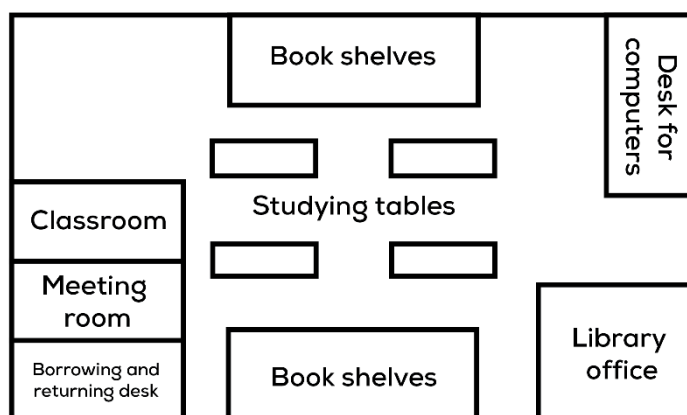 Book shelves
Desk for
computers
Classroom
Studying tables
Meeting
room
Library
office
Borrowing and
returning desk
Book shelves